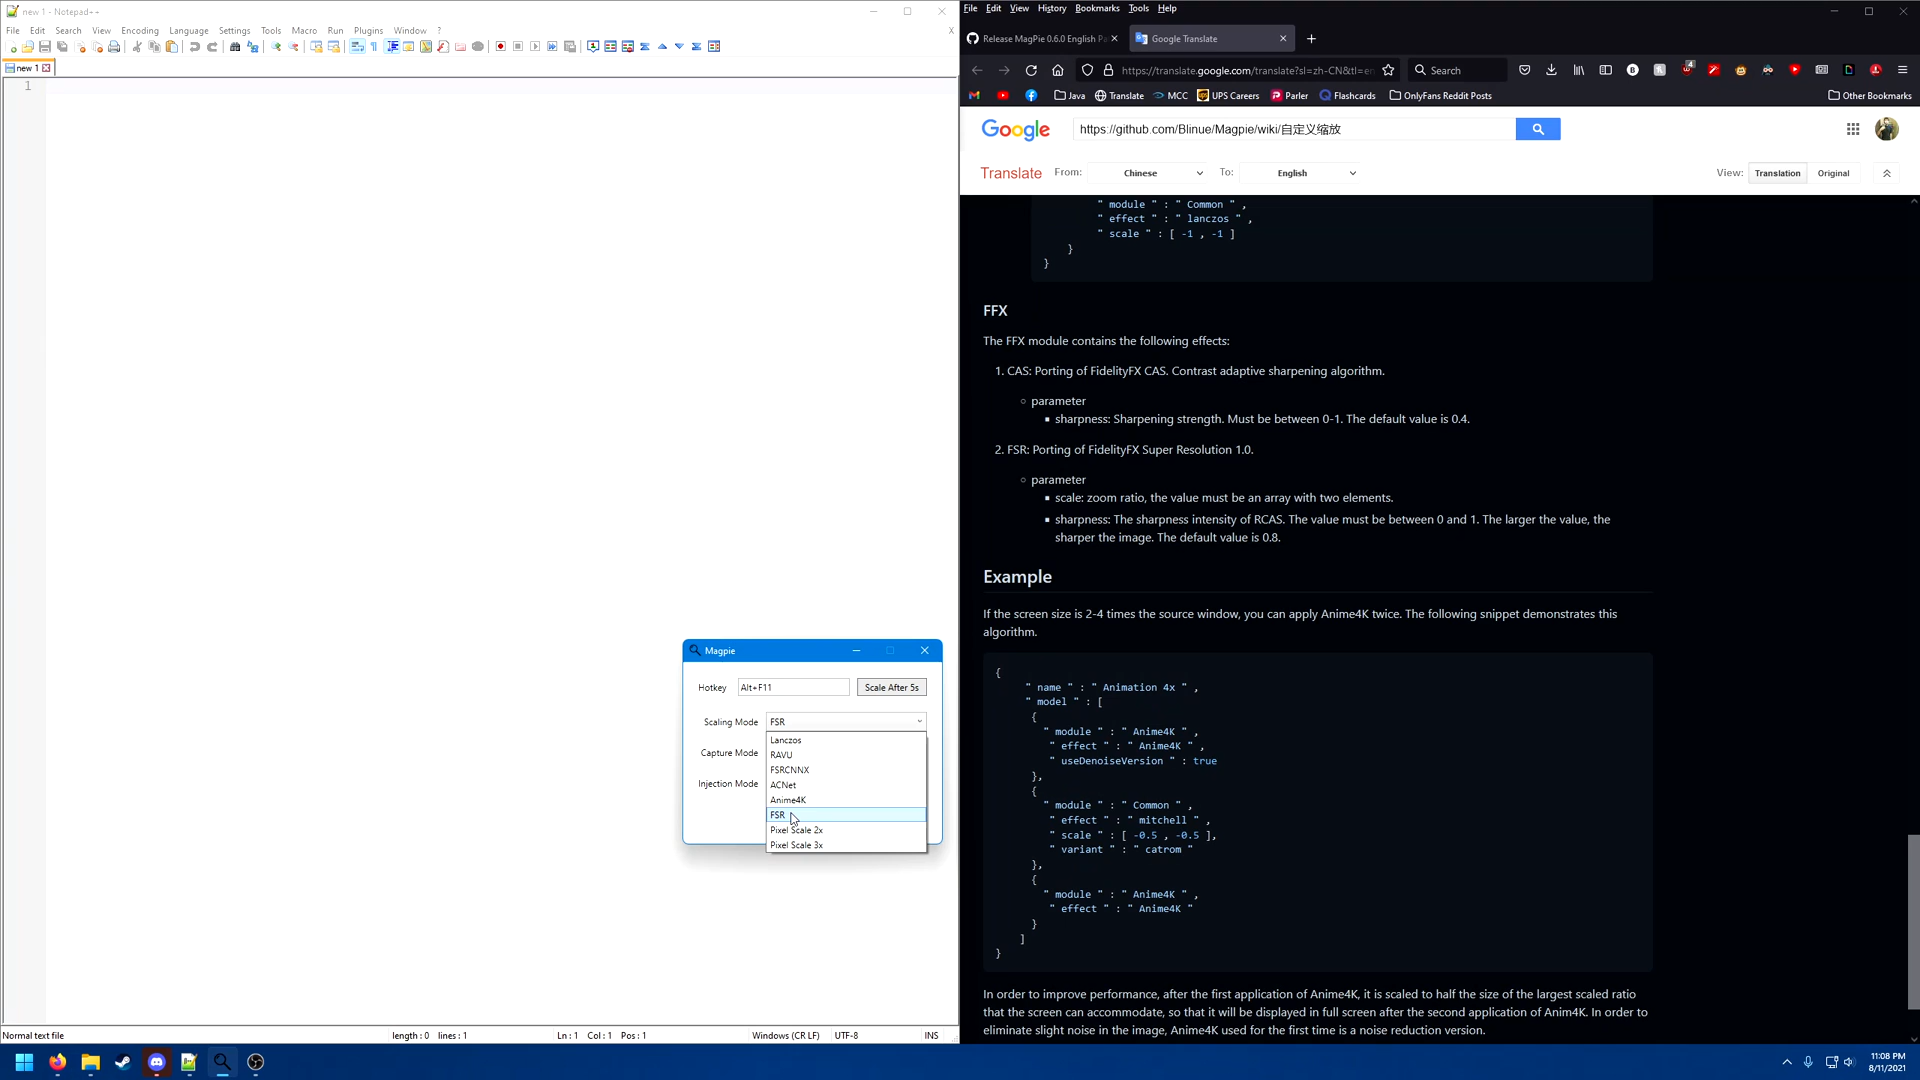 new 1 - Notepad++
File Edit Search View Encoding Language Settings Tools Macro Run Plugins Window ?
X
new 1
1
Normal text file length : 0 lines : 1 Ln : 1 Col : 1 Pos : 1 Windows (CR LF) UTF-8 INS
Magpie
Hotkey Alt+F11 Scale After 5s
Scaling Mode FSR
Capture Mode
Injection Mode
Lanczos
RAVU
FSRCNNX
ACNet
Anime4K
FSR
Pixel Scale 2x
Pixel Scale 3x
File Edit View History Bookmarks Tools Help
Release MagPie 0.6.0 English Pa
Google Translate
https://translate.google.com/translate?sl=zh-CN&tl=en
Search
4
Java Translate MCC UPS Careers Parler Flashcards OnlyFans Reddit Posts Other Bookmarks
Google https://github.com/Blinue/Magpie/wiki/自定义缩放
Translate From: Chinese To: English View: Translation Original
" module " : " Common " ,
" effect " : " lanczos " ,
" scale " : [ -1 , -1 ]
}
}
FFX
The FFX module contains the following effects:
1. CAS: Porting of FidelityFX CAS. Contrast adaptive sharpening algorithm.
parameter
sharpness: Sharpening strength. Must be between 0-1. The default value is 0.4.
2. FSR: Porting of FidelityFX Super Resolution 1.0.
parameter
scale: zoom ratio, the value must be an array with two elements.
sharpness: The sharpness intensity of RCAS. The value must be between 0 and 1. The larger the value, the
sharper the image. The default value is 0.8.
Example
If the screen size is 2-4 times the source window, you can apply Anime4K twice. The following snippet demonstrates this
algorithm.
{
" name " : " Animation 4x " ,
" model " : [
{
" module " : " Anime4K " ,
" effect " : " Anime4K " ,
" useDenoiseVersion " : true
},
{
" module " : " Common " ,
" effect " : " mitchell " ,
" scale " : [ -0.5 , -0.5 ],
" variant " : " catrom "
},
{
" module " : " Anime4K " ,
" effect " : " Anime4K "
}
]
}
In order to improve performance, after the first application of Anime4K, it is scaled to half the size of the largest scaled ratio
that the screen can accommodate, so that it will be displayed in full screen after the second application of Anim4K. In order to
eliminate slight noise in the image, Anime4K used for the first time is a noise reduction version.
11:08 PM
8/11/2021